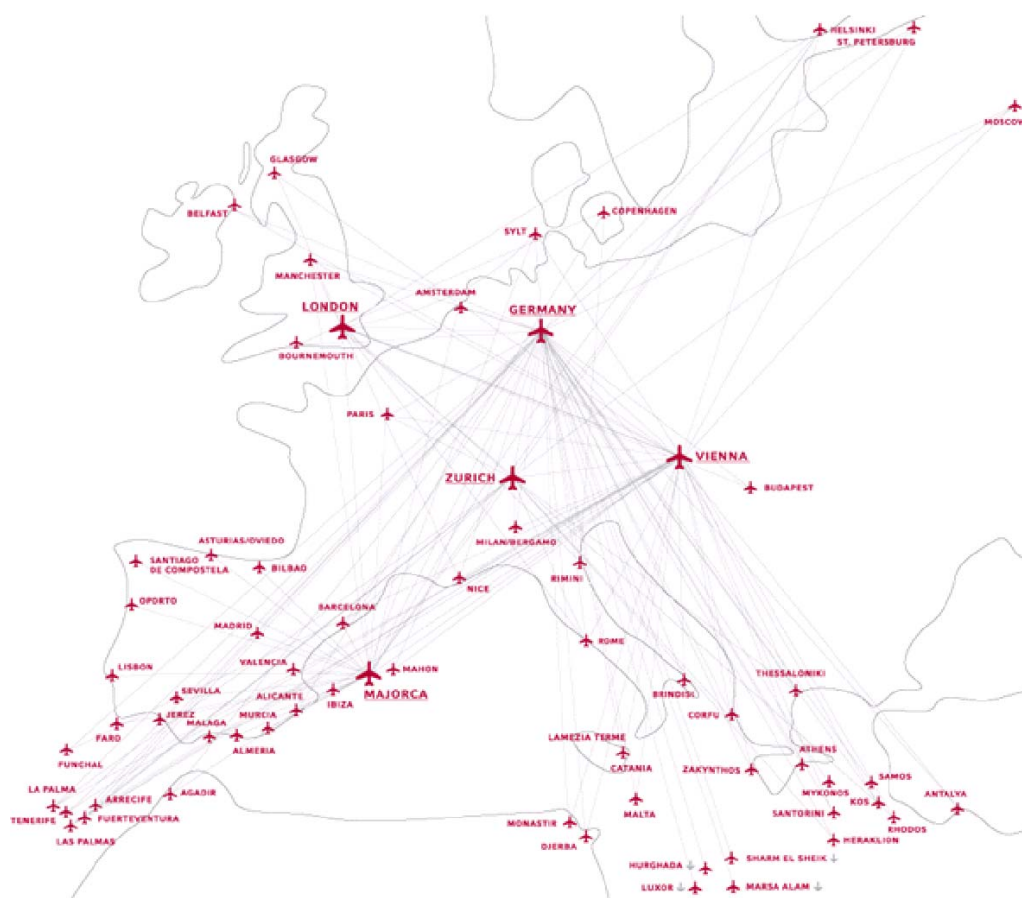 HELSINKI
ST. PETERSBURG
MOSCOW
GLASGOW
BELFAST
COPENHAGEN
SYLT
MANCHESTER
AMSTERDAM
LONDON
GERMANY
BOURNEMOUTH
PARIS
VIENNA
ZURICH
BUDAPEST
MILAN/BERGAMO
ASTURIAS/OVIEDO
SANTIAGO
DE COMPOSTELA
BILBAO
NICE
RIMINI
OPORTO
BARCELONA
MADRID
ROME
LISBON
VALENCIA
MAHON
THESSALONIKI
SEVILLA
ALICANTE
IBIZA
MAJORCA
BRINDISI
JEREZ
MURCIA
CORFU
FARO
MALAGA
ALMERIA
LAMEZIA TERME
ATHENS
FUNCHAL
CATANIA
ZAKYNTHOS
SAMOS
LA PALMA
ARRECIFE
AGADIR
MYKONOS
KOS
ANTALYA
TENERIFE
FUERTEVENTURA
MALTA
SANTORINI
RHODOS
LAS PALMAS
MONASTIR
DJERBA
HERAKLION
HURGHADA
SHARM EL SHEIK
LUXOR
MARSA ALAM